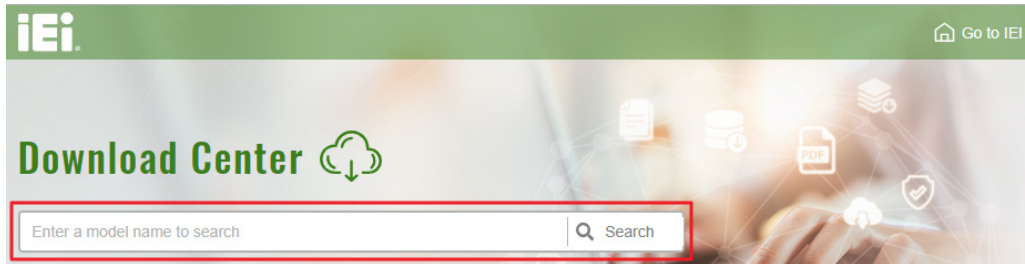 iEi
Go to IEI
Download Center
PDF
Enter a model name to search
Search